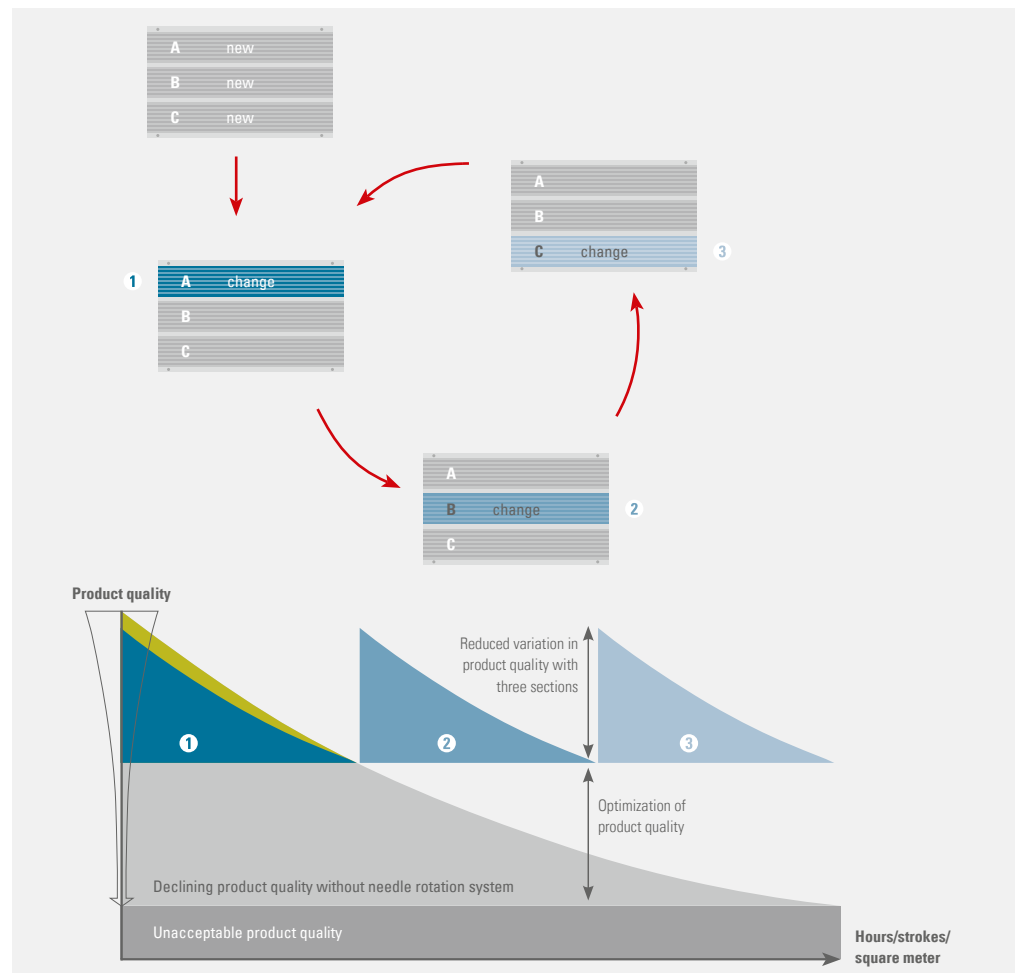 A new
B new
C new
A
B
C change
3
1
A change
B
C
A
B change
2
C
Product quality
Reduced variation in
product quality with
three sections
1
2
3
Optimization of
product quality
Declining product quality without needle rotation system
Unacceptable product quality
Hours/strokes/
square meter